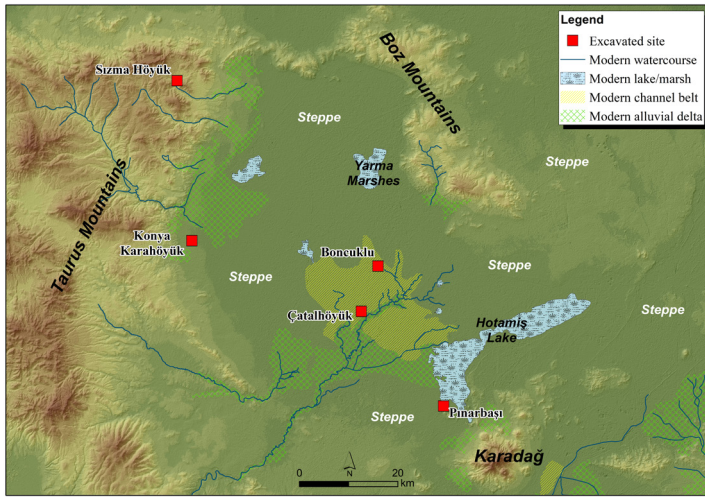 Legend
Excavated site
Modern watercourse
Modern lake/marsh
Modern channel belt
Modern alluvial delta
Sızma Höyük
Boz Mountains
Steppe
Steppe
Yarma
Marshes
Taurus Mountains
Konya
Karahöyük
Boncuklu
Steppe
Steppe
Steppe
Çatalhöyük
Hotamiş
Lake
Steppe
Pınarbaşı
Karadağ
N
0
10
20
km